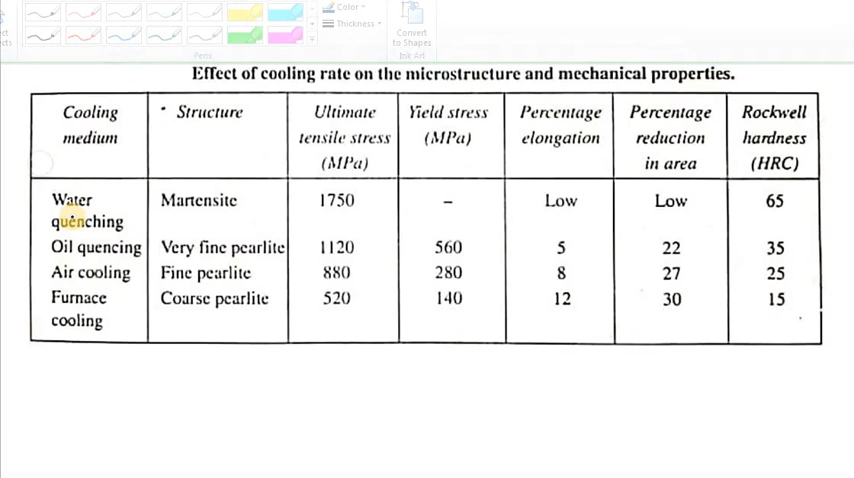 Color
Thickness
Convert
to Shapes
Pens
Ink Art
Effect of cooling rate on the microstructure and mechanical properties.
Cooling medium
Structure
Ultimate tensile stress (MPa)
Yield stress (MPa)
Percentage elongation
Percentage reduction in area
Rockwell hardness (HRC)
Water quenching Martensite 1750 – Low Low 65
Oil quencing Very fine pearlite 1120 560 5 22 35
Air cooling Fine pearlite 880 280 8 27 25
Furnace cooling Coarse pearlite 520 140 12 30 15